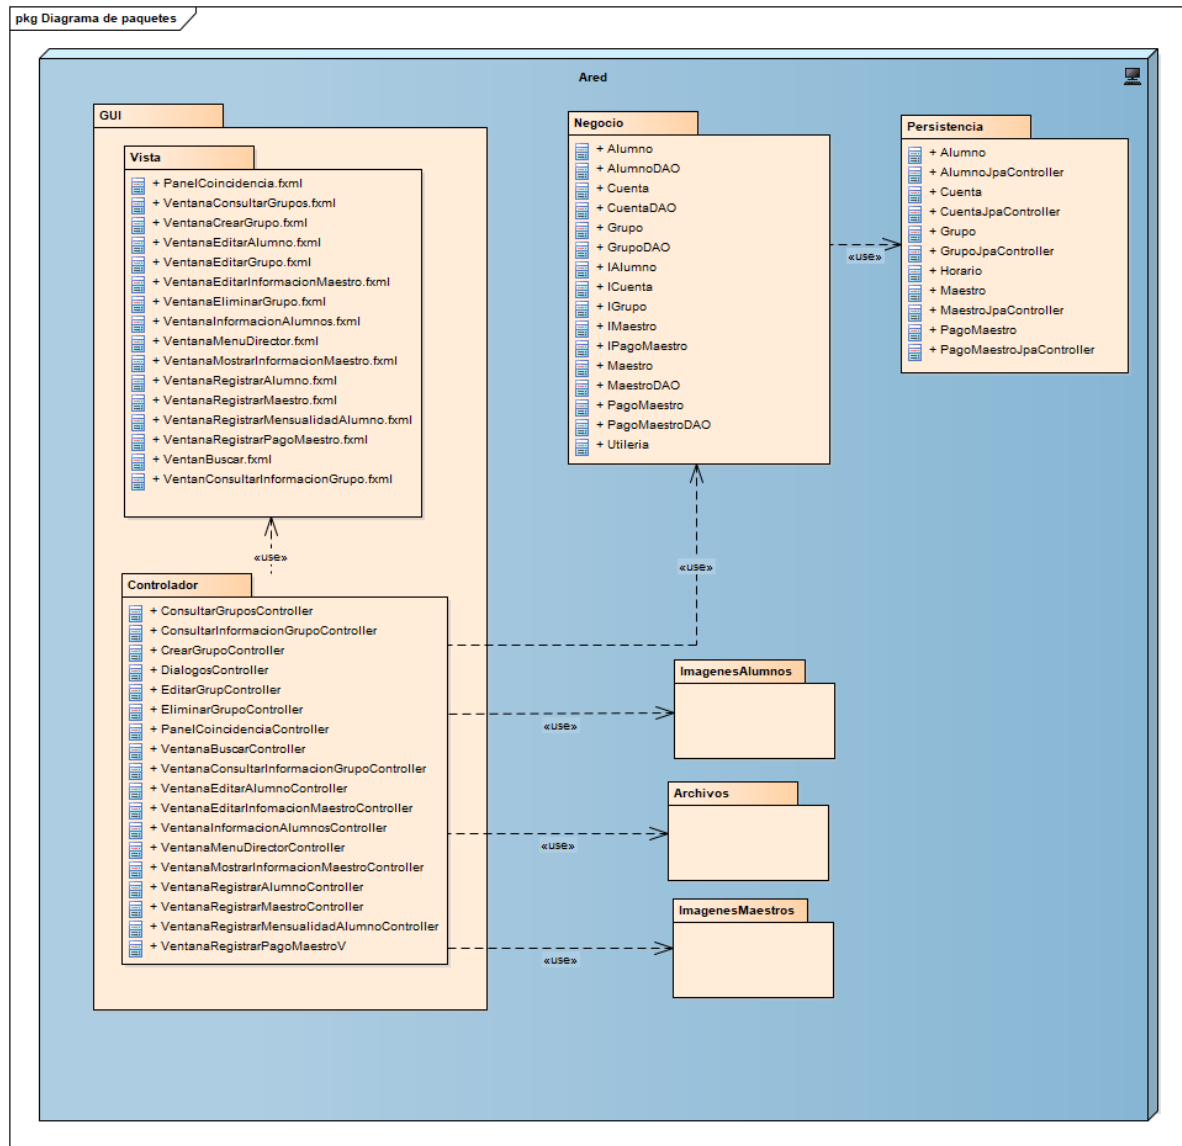 pkg Diagrama de paquetes
Ared
GUI
Vista
+ PanelCoincidencia.fxml
+ VentanaConsultarGrupos.fxml
+ VentanaCrearGrupo.fxml
+ VentanaEditarAlumno.fxml
+ VentanaEditarGrupo.fxml
+ VentanaEditarInformacionMaestro.fxml
+ VentanaEliminarGrupo.fxml
+ VentanaInformacionAlumnos.fxml
+ VentanaMenuDirector.fxml
+ VentanaMostrarInformacionMaestro.fxml
+ VentanaRegistrarAlumno.fxml
+ VentanaRegistrarMaestro.fxml
+ VentanaRegistrarMensualidadAlumno.fxml
+ VentanaRegistrarPagoMaestro.fxml
+ VentanBuscar.fxml
+ VentanConsultarInformacionGrupo.fxml
«use»
Controlador
+ ConsultarGruposController
+ ConsultarInformacionGrupoController
+ CrearGrupoController
+ DialogosController
+ EditarGrupController
+ EliminarGrupoController
+ PanelCoincidenciaController
+ VentanaBuscarController
+ VentanaConsultarInformacionGrupoController
+ VentanaEditarAlumnoController
+ VentanaEditarInfomacionMaestroController
+ VentanaInformacionAlumnosController
+ VentanaMenuDirectorController
+ VentanaMostrarInformacionMaestroController
+ VentanaRegistrarAlumnoController
+ VentanaRegistrarMaestroController
+ VentanaRegistrarMensualidadAlumnoController
+ VentanaRegistrarPagoMaestroV
Negocio
+ Alumno
+ AlumnoDAO
+ Cuenta
+ CuentaDAO
+ Grupo
+ GrupoDAO
+ IAlumno
+ ICuenta
+ IGrupo
+ IMaestro
+ IPagoMaestro
+ Maestro
+ MaestroDAO
+ PagoMaestro
+ PagoMaestroDAO
+ Utileria
«use»
Persistencia
+ Alumno
+ AlumnoJpaController
+ Cuenta
+ CuentaJpaController
+ Grupo
+ GrupoJpaController
+ Horario
+ Maestro
+ MaestroJpaController
+ PagoMaestro
+ PagoMaestroJpaController
«use»
ImagenesAlumnos
«use»
Archivos
«use»
ImagenesMaestros
«use»